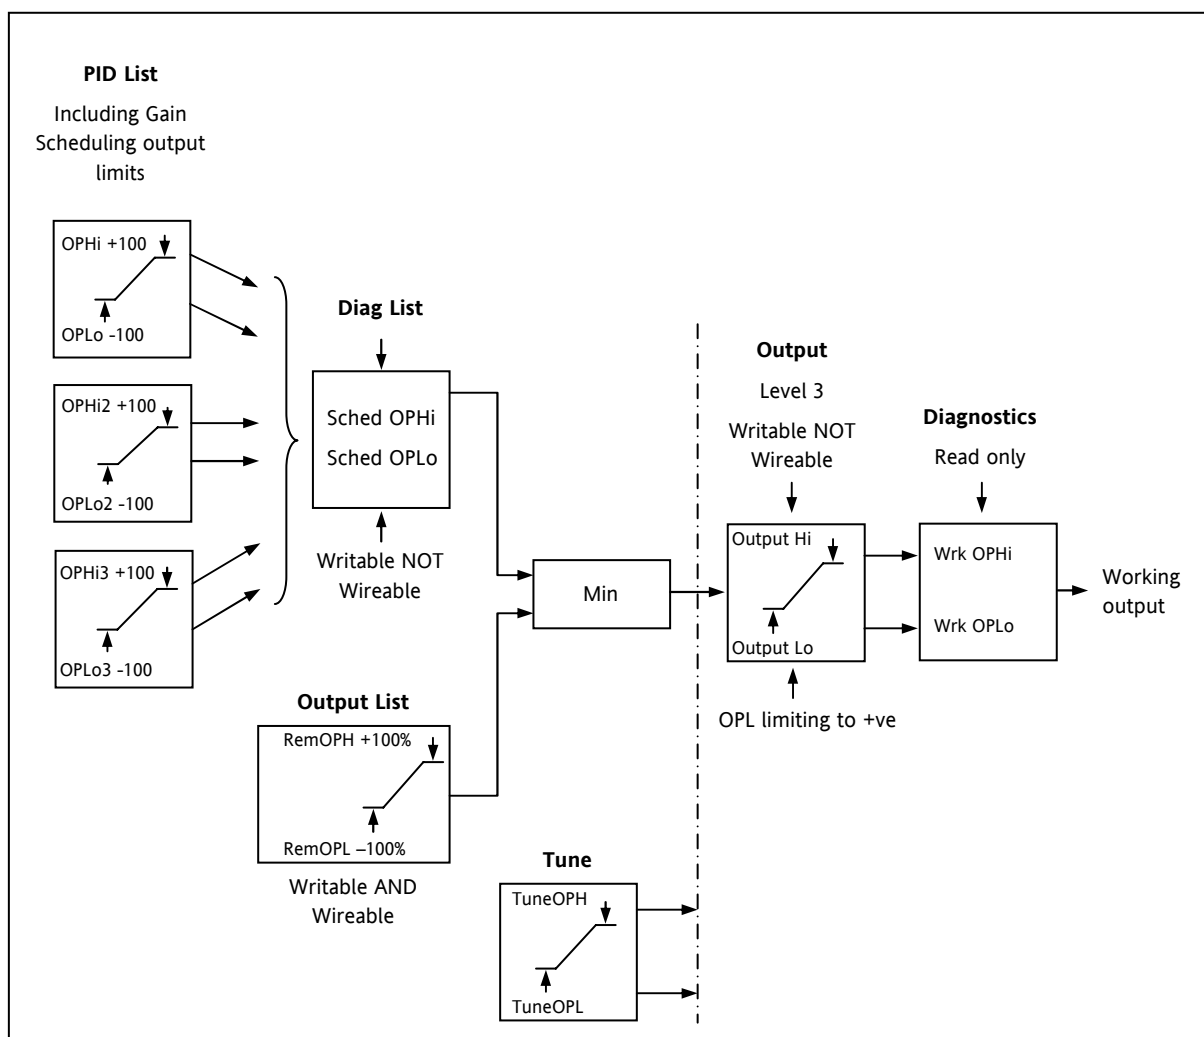 PID List
Including Gain
Scheduling output
limits
OPHi +100
OPLo -100
OPHi2 +100
OPLo2 -100
OPHi3 +100
OPLo3 -100
Diag List
Sched OPHi
Sched OPLo
Writable NOT
Wireable
Output List
RemOPH +100%
RemOPL –100%
Writable AND
Wireable
Min
Tune
TuneOPH
TuneOPL
Output
Level 3
Writable NOT
Wireable
Output Hi
Output Lo
OPL limiting to +ve
Diagnostics
Read only
Wrk OPHi
Wrk OPLo
Working
output